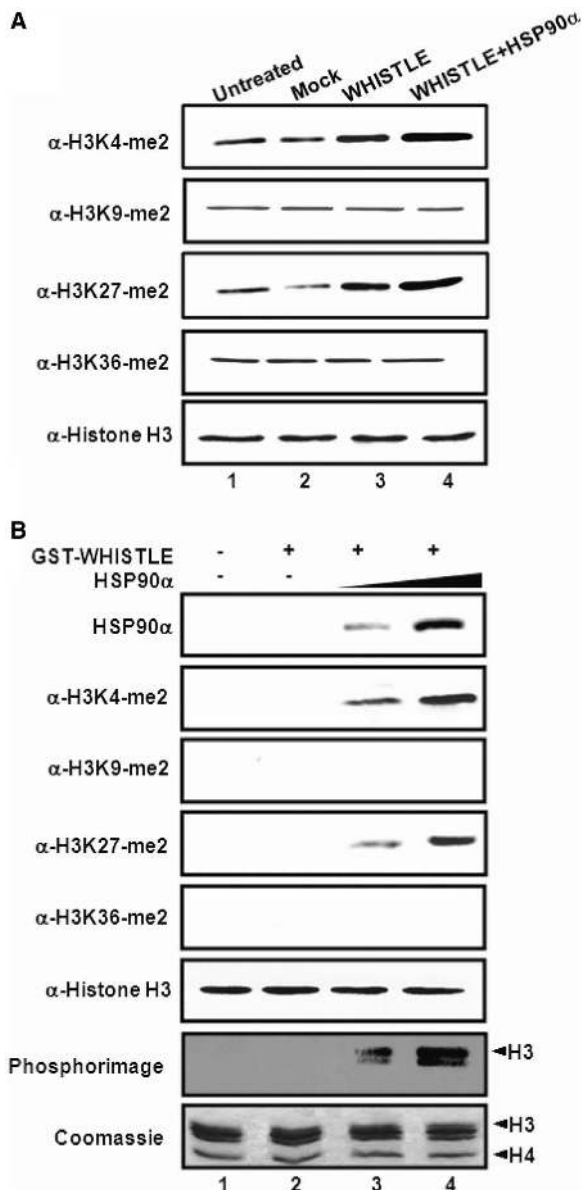 A
Untreated Mock WHISTLE WHISTLE+HSP90α
α-H3K4-me2
α-H3K9-me2
α-H3K27-me2
α-H3K36-me2
α-Histone H3
1 2 3 4
B
GST-WHISTLE - + + +
HSP90α - -
HSP90α
α-H3K4-me2
α-H3K9-me2
α-H3K27-me2
α-H3K36-me2
α-Histone H3
Phosphorimage ◄H3
Coomassie ◄H3
◄H4
1 2 3 4